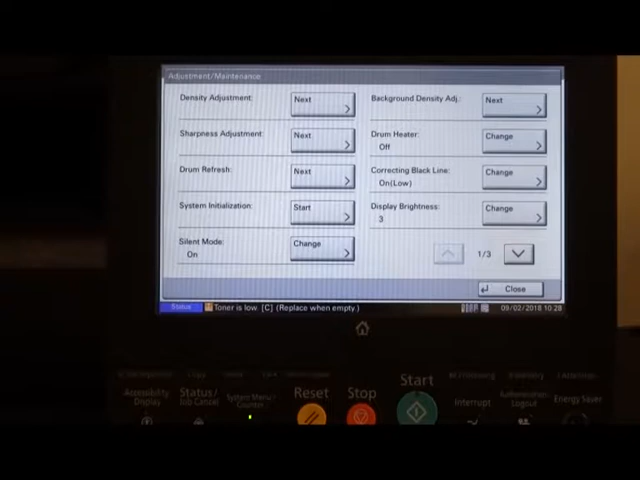 Adjustment/Maintenance
Density Adjustment:
Next
Background Density Adj.:
Next
Sharpness Adjustment:
Next
Drum Heater:
Off
Change
Drum Refresh:
Next
Correcting Black Line:
On(Low)
Change
System Initialization:
Start
Display Brightness:
3
Change
Silent Mode:
On
Change
1/3
Close
Status
Toner is low. [C] (Replace when empty.)
09/02/2018 10:28
Accessibility
Display
Status/
Job Cancel
System Menu/
Counter
Reset
Stop
Start
Interrupt
Authentication/
Logout
Energy Saver